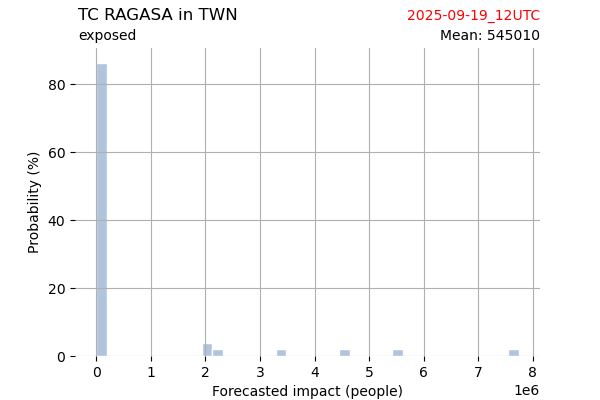 TC RAGASA in TWN
2025-09-19_12UTC
exposed
Mean: 545010
80
60
40
20
0
Probability (%)
0 1 2 3 4 5 6 7 8
1e6
Forecasted impact (people)